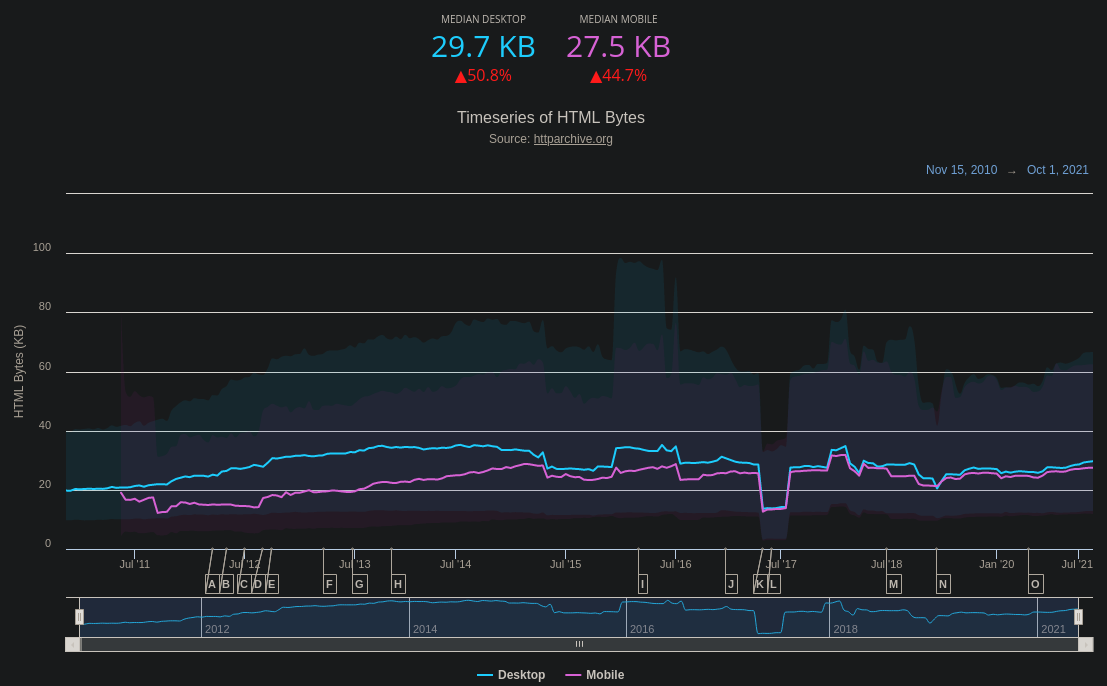 MEDIAN DESKTOP MEDIAN MOBILE
29.7 KB 27.5 KB
▲50.8% ▲44.7%
Timeseries of HTML Bytes
Source: httparchive.org
Nov 15, 2010 → Oct 1, 2021
HTML Bytes (KB)
100
80
60
40
20
0
Jul '11 Jul '12 Jul '13 Jul '14 Jul '15 Jul '16 Jul '17 Jul '18 Jan '20 Jul '21
A B C D E F G H I J K L M N O
2012 2014 2016 2018 2021
Desktop Mobile